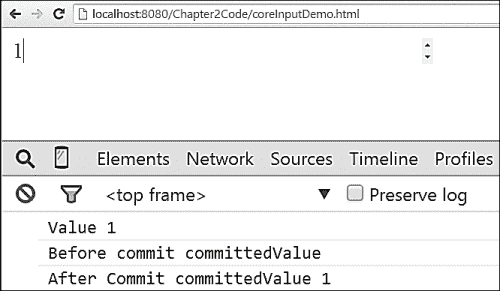 localhost:8080/Chapter2Code/coreInputDemo.html
1
Elements Network Sources Timeline Profiles
<top frame> Preserve log
Value 1
Before commit committedValue
After Commit committedValue 1